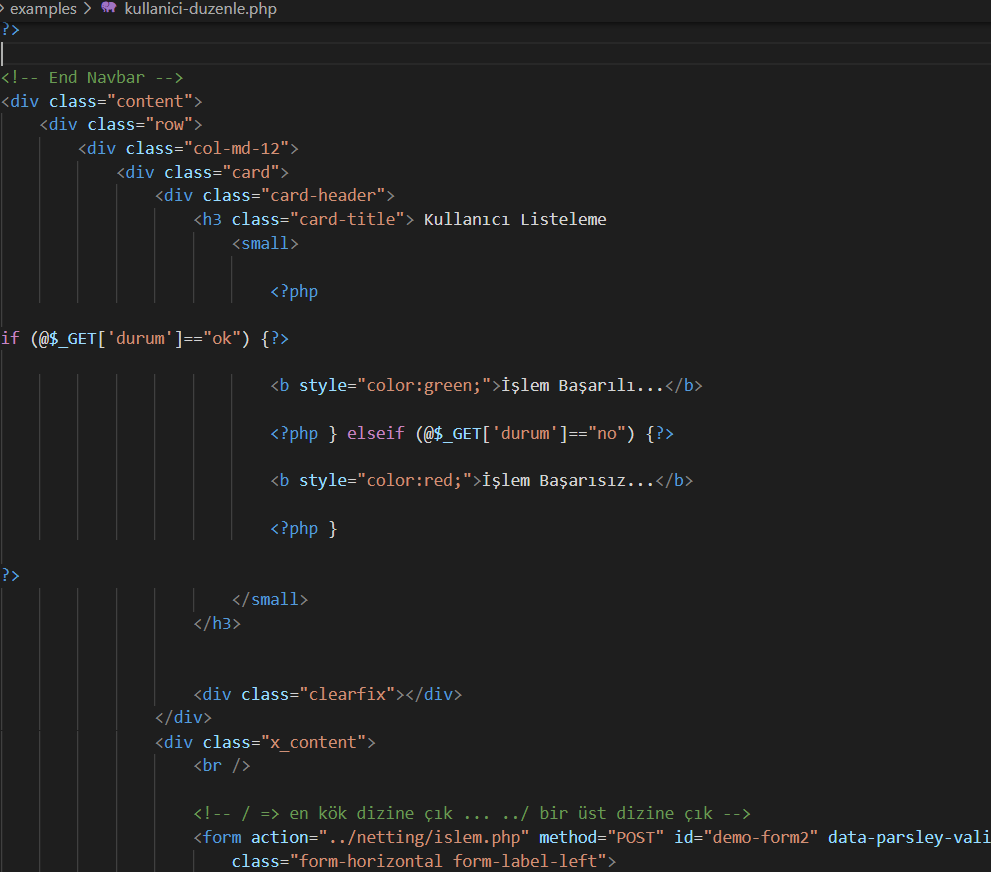 examples > kullanici-duzenle.php
?>
<!-- End Navbar -->
<div class="content">
<div class="row">
<div class="col-md-12">
<div class="card">
<div class="card-header">
<h3 class="card-title"> Kullanıcı Listeleme
<small>
<?php
if (@$_GET['durum']=="ok") {?>
<b style="color:green;">İşlem Başarılı...</b>
<?php } elseif (@$_GET['durum']=="no") {?>
<b style="color:red;">İşlem Başarısız...</b>
<?php }
?>
</small>
</h3>
<div class="clearfix"></div>
</div>
<div class="x_content">
<br />
<!-- / => en kök dizine çık ... ../ bir üst dizine çık -->
<form action="../netting/islem.php" method="POST" id="demo-form2" data-parsley-vali
class="form-horizontal form-label-left">